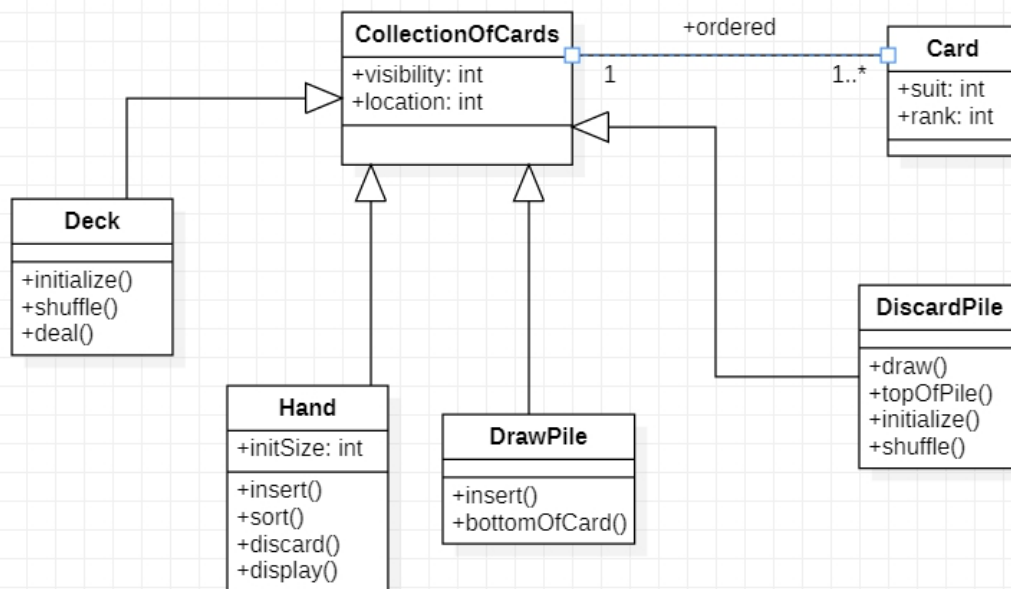 CollectionOfCards
+visibility: int
+location: int
+ordered
1
1..*
Card
+suit: int
+rank: int
Deck
+initialize()
+shuffle()
+deal()
Hand
+initSize: int
+insert()
+sort()
+discard()
+display()
DrawPile
+insert()
+bottomOfCard()
DiscardPile
+draw()
+topOfPile()
+initialize()
+shuffle()